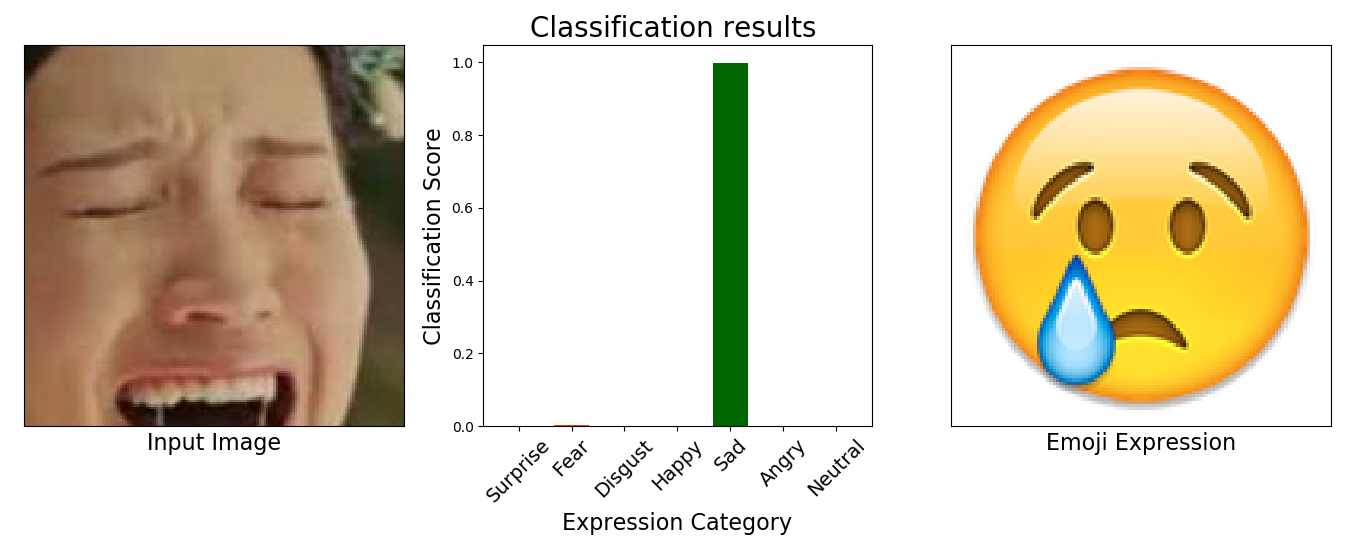 Classification results
Classification Score
1.0
0.8
0.6
0.4
0.2
0.0
Surprise
Fear
Disgust
Happy
Sad
Angry
Neutral
Expression Category
Input Image
Emoji Expression